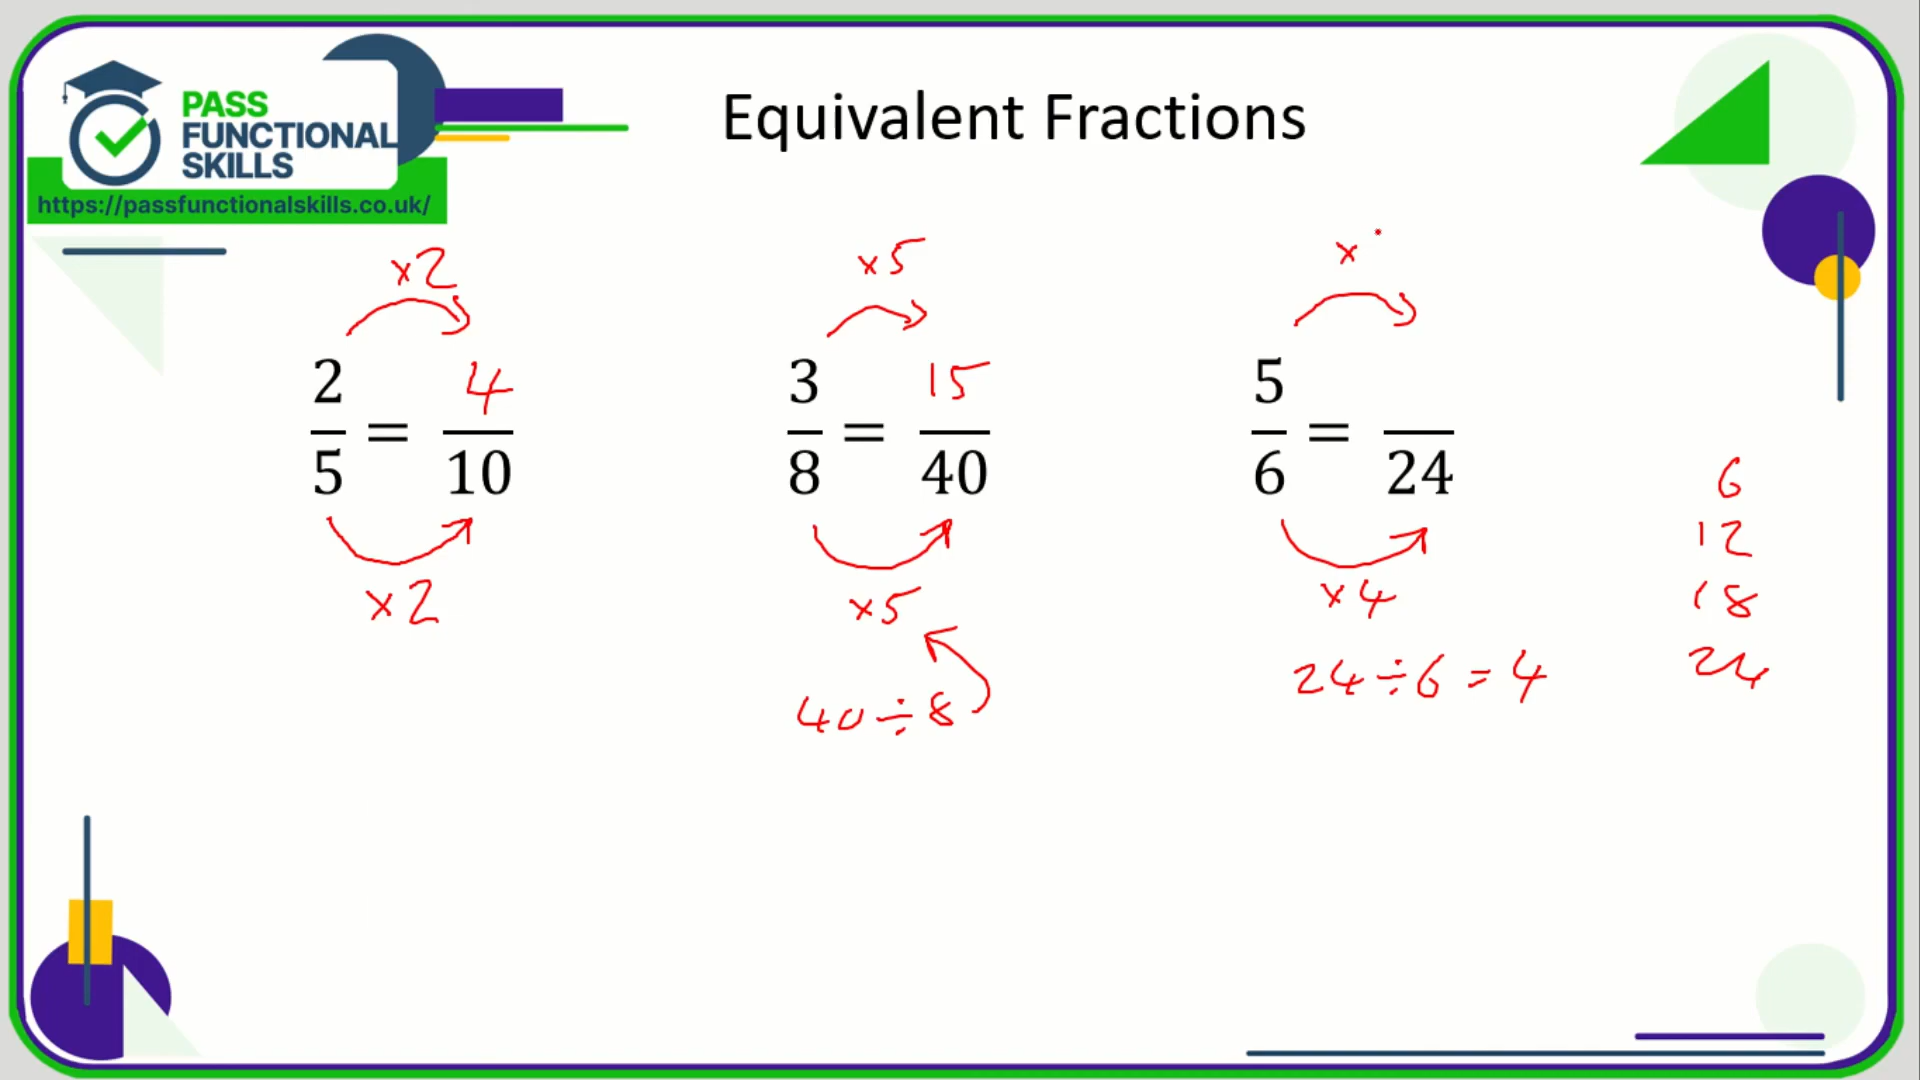 PASS
FUNCTIONAL
SKILLS
https://passfunctionalskills.co.uk/
Equivalent Fractions
×2
2/5 = 4/10
×2
×5
3/8 = 15/40
×5
40÷8
×
5/6 = /24
×4
24÷6=4
6
12
18
24